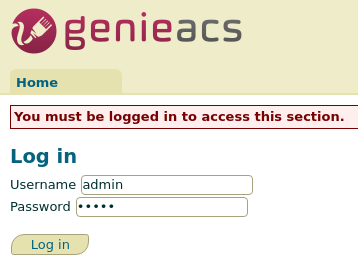 genieacs
Home
You must be logged in to access this section.
Log in
Username admin
Password •••••
Log in